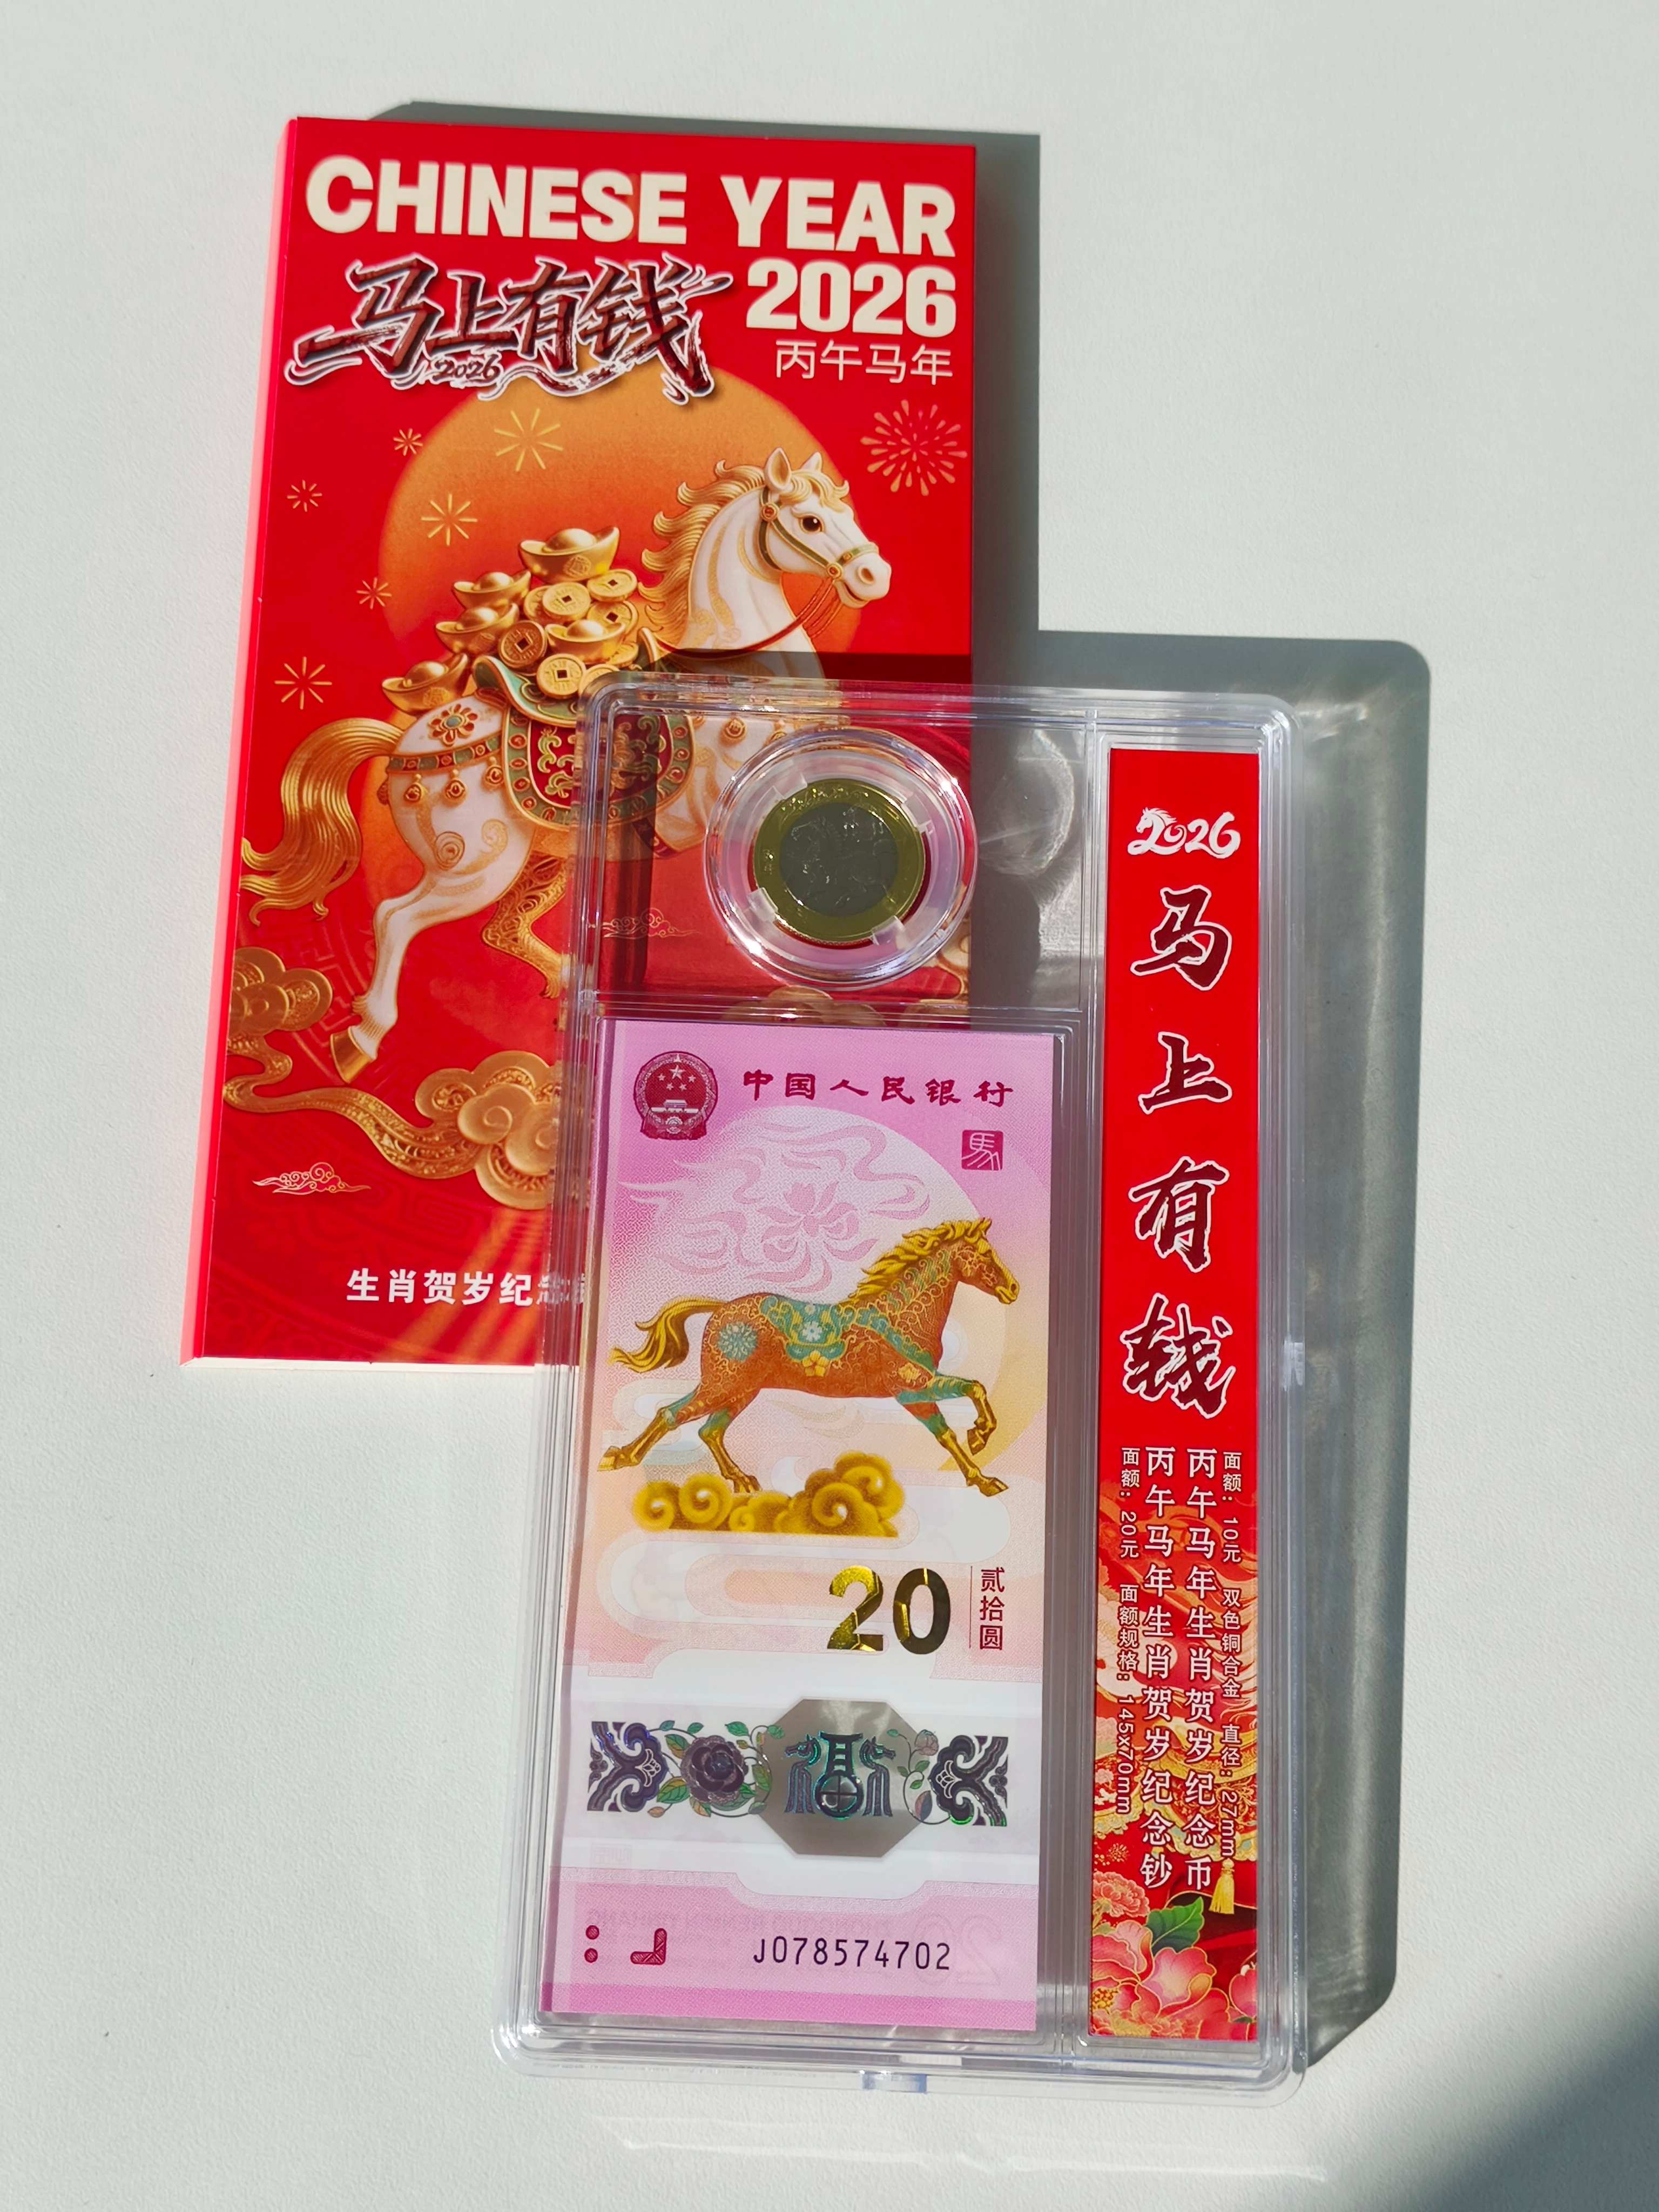 CHINESE YEAR
马上有钱
2026
2026
丙午马年
生肖贺岁纪念
中国人民银行
馬
20
贰拾圆
J078574702
2026
马上有钱
面额：10元 双色铜合金 直径：27mm
丙午马年生肖贺岁纪念币
丙午马年生肖贺岁纪念钞
面额：20元 面额规格：145x70mm